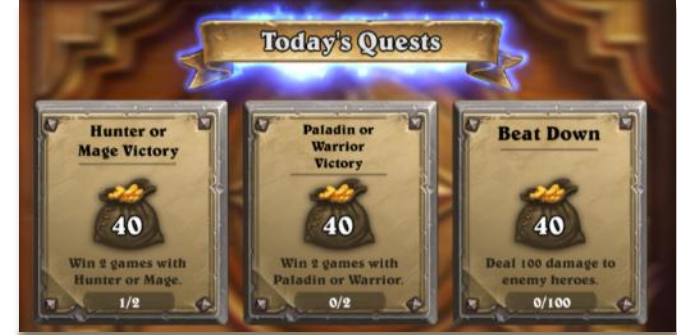 Today's Quests
Hunter or
Mage Victory
40
Win 2 games with
Hunter or Mage.
1/2
Paladin or
Warrior
Victory
40
Win 2 games with
Paladin or Warrior.
0/2
Beat Down
40
Deal 100 damage to
enemy heroes.
0/100